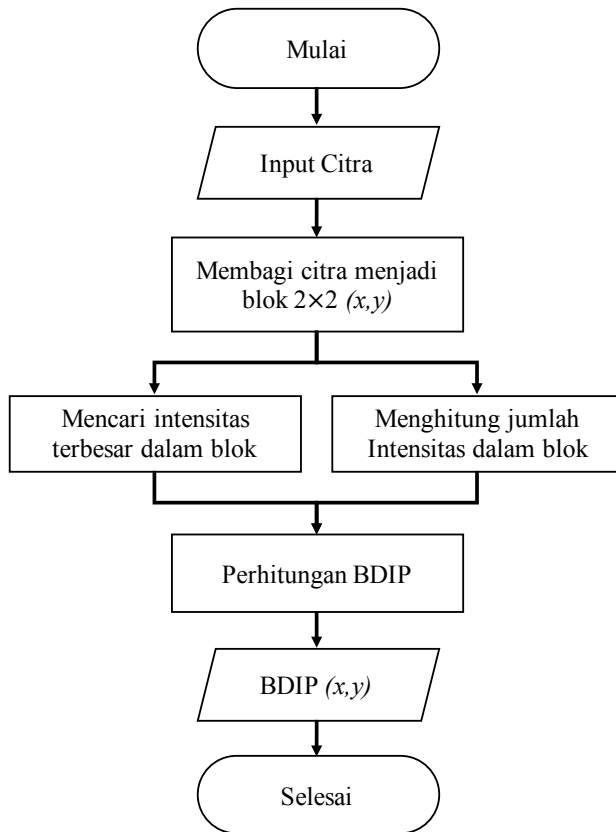 Mulai
Input Citra
Membagi citra menjadi
blok 2×2 (x,y)
Mencari intensitas
terbesar dalam blok
Menghitung jumlah
Intensitas dalam blok
Perhitungan BDIP
BDIP (x,y)
Selesai